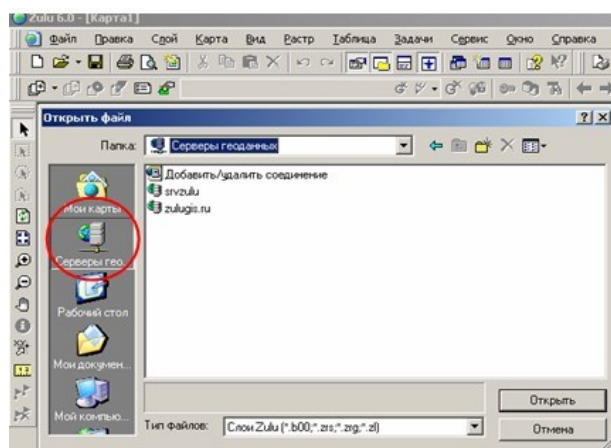 Zulu 6.0 - [Карта1]
Файл Правка Слой Карта Вид Растр Таблица Задачи Сервис Окно Справка
Открыть файл
Папка: Серверы геоданных
Мои карты
Серверы гео...
Рабочий стол
Мои докумен...
Мой компью...
Добавить/удалить соединение
srvzulu
zulugis.ru
Открыть
Тип файлов: Слои Zulu (*.b00;*.zrs;*.zrg;*.zl)
Отмена